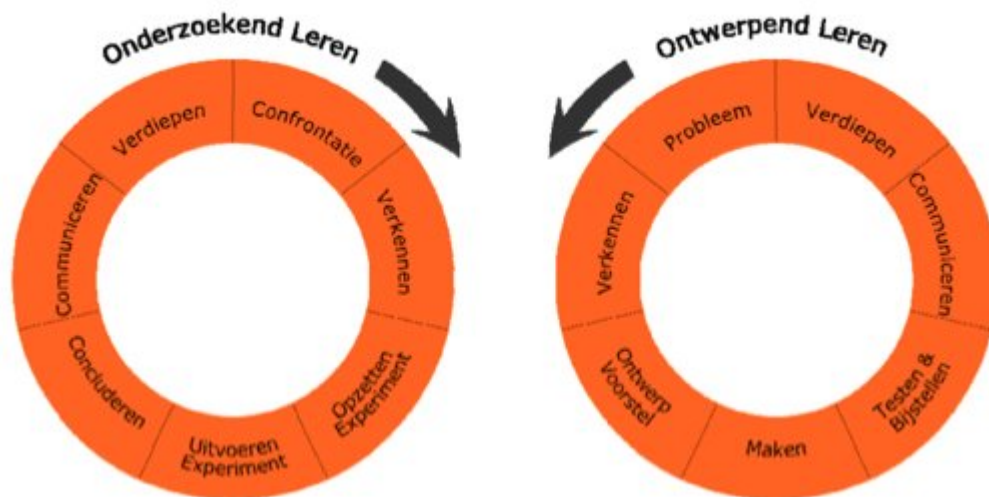 Onderzoekend Leren
Confrontatie
Verkennen
Opzetten
Experiment
Uitvoeren
Experiment
Concluderen
Communiceren
Verdiepen
Ontwerpend Leren
Probleem
Verkennen
Ontwerp
Voorstel
Maken
Testen &
Bijstellen
Communiceren
Verdiepen